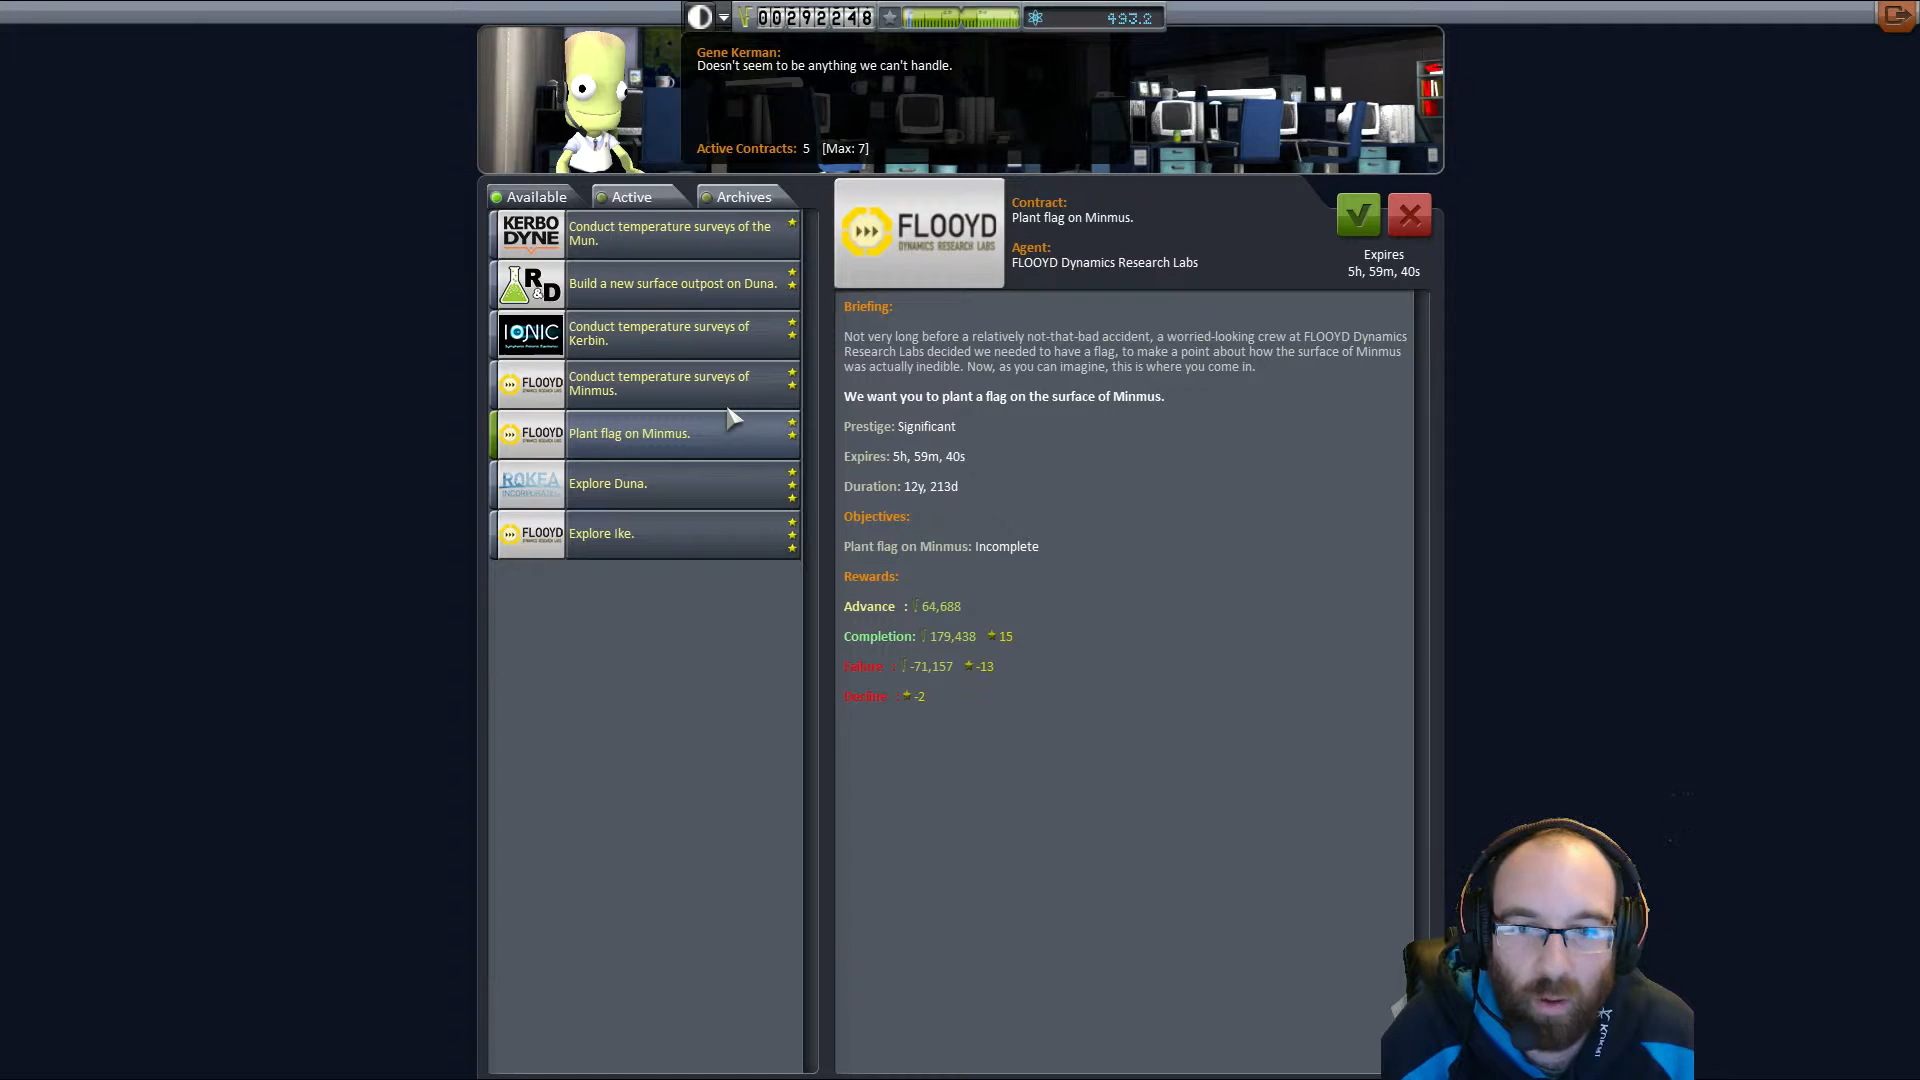 00292248
493.2
Gene Kerman:
Doesn't seem to be anything we can't handle.
Active Contracts: 5 [Max: 7]
Available
Active
Archives
KERBO DYNE
Conduct temperature surveys of the
Mun.
R&D
Build a new surface outpost on Duna.
IONIC
Conduct temperature surveys of
Kerbin.
FLOOYD
Conduct temperature surveys of
Minmus.
FLOOYD
Plant flag on Minmus.
ROKEA
INCORPORATED
Explore Duna.
FLOOYD
Explore Ike.
FLOOYD
DYNAMICS RESEARCH LABS
Contract:
Plant flag on Minmus.
Agent:
FLOOYD Dynamics Research Labs
Expires
5h, 59m, 40s
Briefing:
Not very long before a relatively not-that-bad accident, a worried-looking crew at FLOOYD Dynamics
Research Labs decided we needed to have a flag, to make a point about how the surface of Minmus
was actually inedible. Now, as you can imagine, this is where you come in.
We want you to plant a flag on the surface of Minmus.
Prestige: Significant
Expires: 5h, 59m, 40s
Duration: 12y, 213d
Objectives:
Plant flag on Minmus: Incomplete
Rewards:
Advance : 64,688
Completion: 179,438 15
Failure : -71,157 -13
Decline : -2